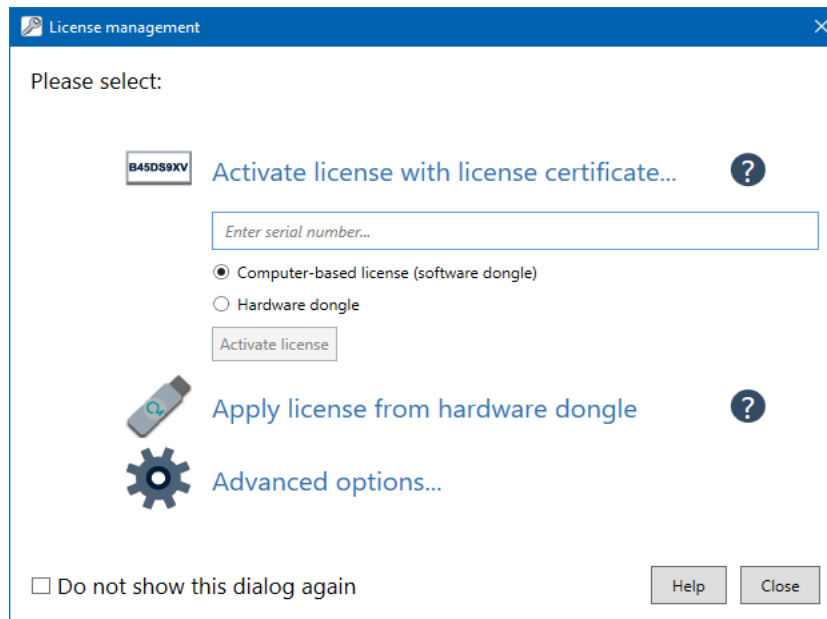 License management
Please select:
B45DS9XV
Activate license with license certificate...
?
Enter serial number...
Computer-based license (software dongle)
Hardware dongle
Activate license
Apply license from hardware dongle
?
Advanced options...
Do not show this dialog again
Help
Close